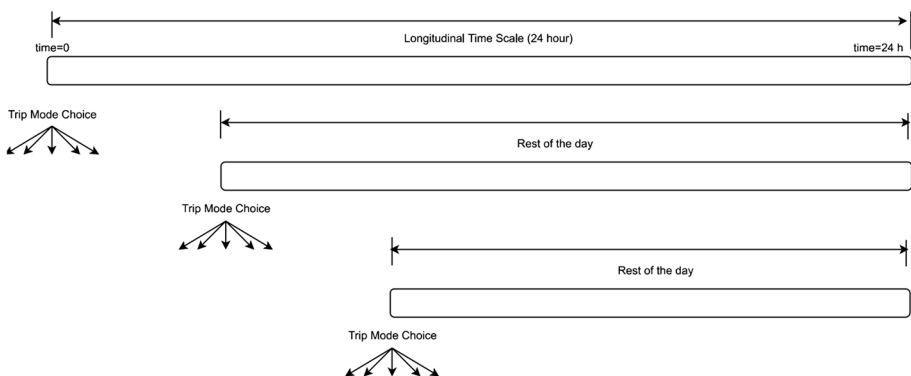 Longitudinal Time Scale (24 hour)
time=0
time=24 h
Trip Mode Choice
Rest of the day
Trip Mode Choice
Rest of the day
Trip Mode Choice